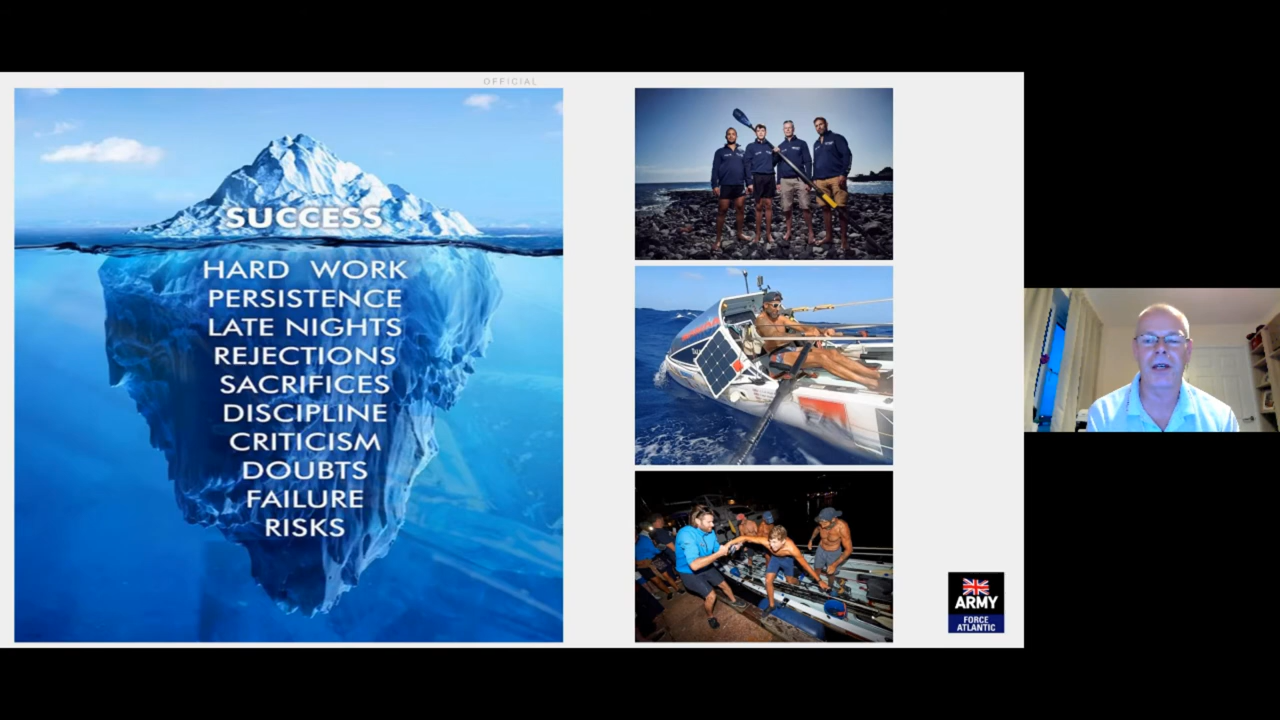 OFFICIAL
SUCCESS
HARD WORK
PERSISTENCE
LATE NIGHTS
REJECTIONS
SACRIFICES
DISCIPLINE
CRITICISM
DOUBTS
FAILURE
RISKS
ARMY
FORCE
ATLANTIC